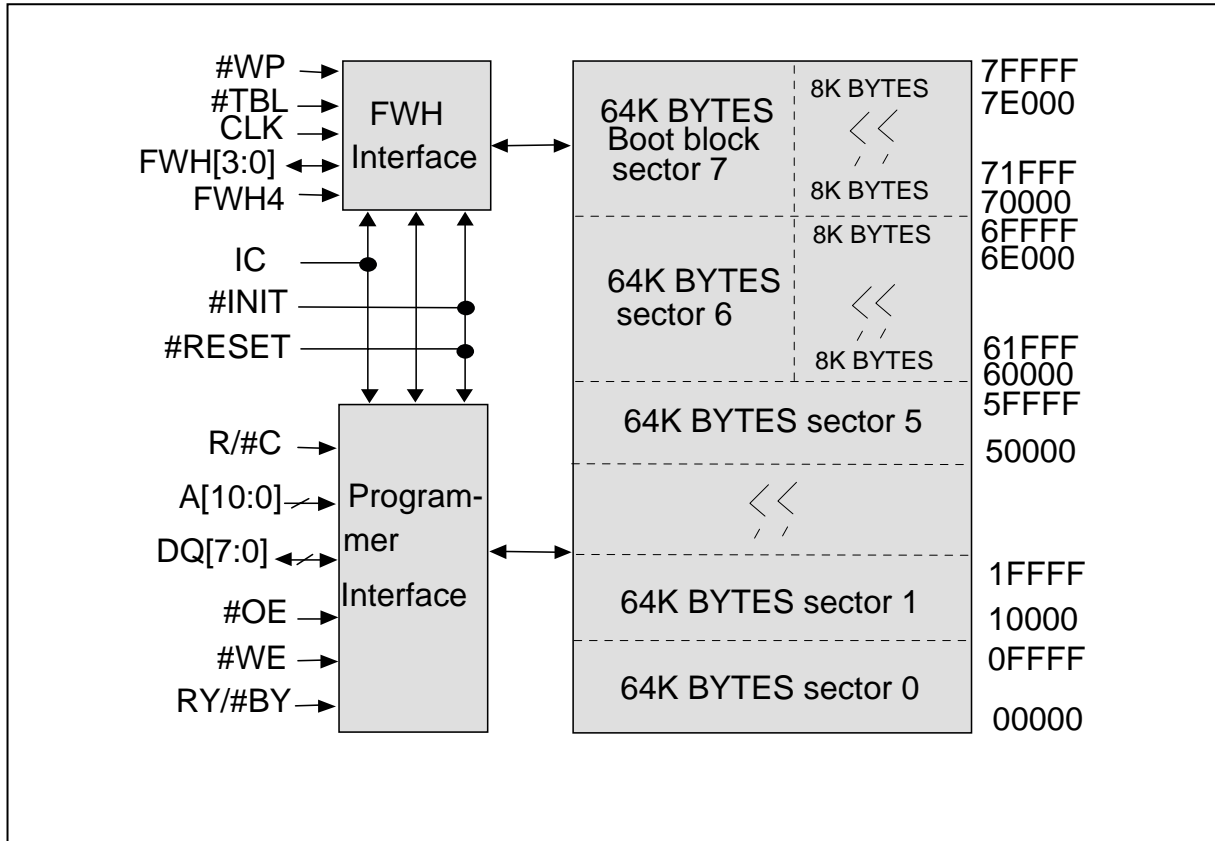 #WP
#TBL
CLK
FWH[3:0]
FWH4
FWH
Interface
IC
#INIT
#RESET
R/#C
A[10:0]
DQ[7:0]
#OE
#WE
RY/#BY
Program-
mer
Interface
64K BYTES
Boot block
sector 7
8K BYTES
8K BYTES
7FFFF
7E000
71FFF
70000
64K BYTES
sector 6
8K BYTES
8K BYTES
6FFFF
6E000
61FFF
60000
64K BYTES sector 5
5FFFF
50000
64K BYTES sector 1
1FFFF
10000
64K BYTES sector 0
0FFFF
00000